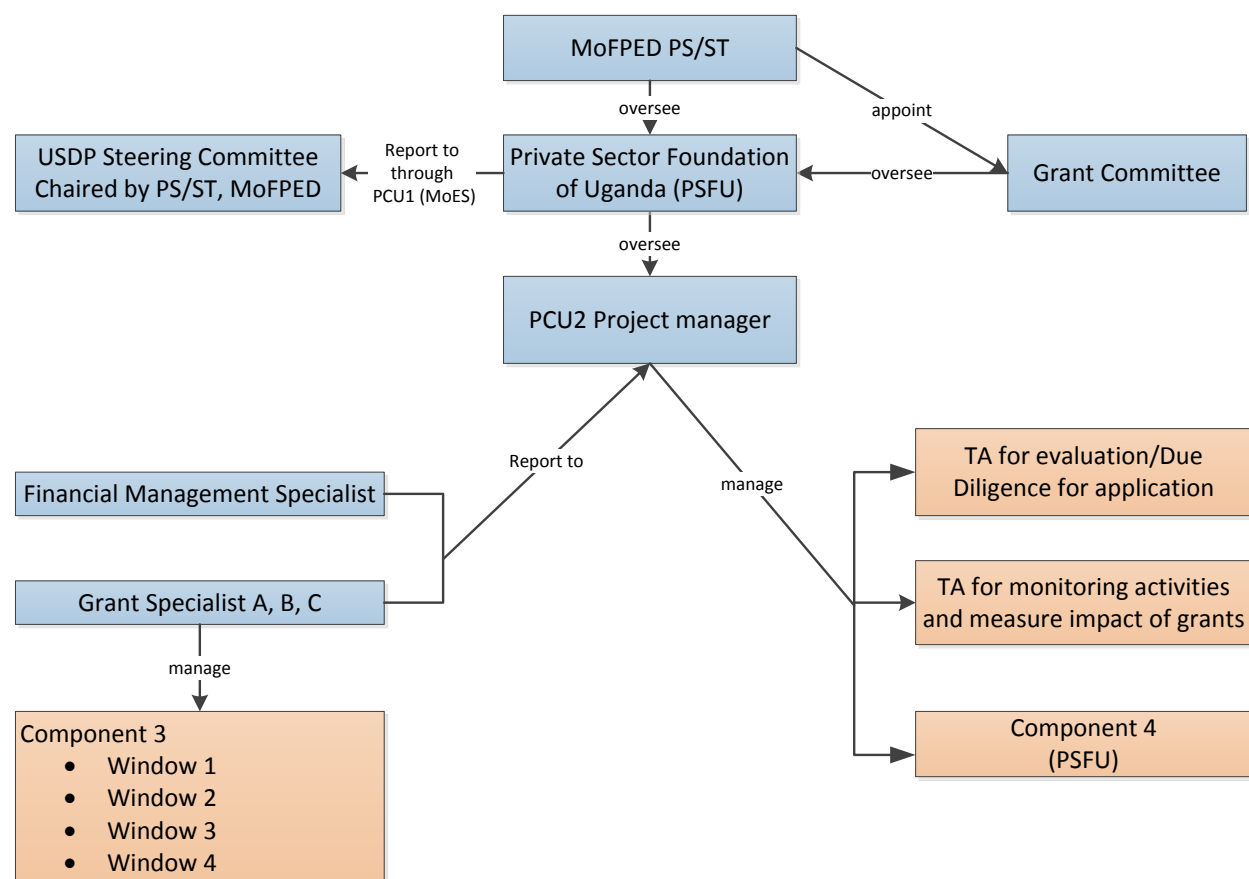 MoFPED PS/ST
oversee
appoint
USDP Steering Committee
Chaired by PS/ST, MoFPED
Report to
through
PCU1 (MoES)
Private Sector Foundation
of Uganda (PSFU)
oversee
Grant Committee
oversee
PCU2 Project manager
Report to
manage
Financial Management Specialist
Grant Specialist A, B, C
manage
Component 3
• Window 1
• Window 2
• Window 3
• Window 4
TA for evaluation/Due
Diligence for application
TA for monitoring activities
and measure impact of grants
Component 4
(PSFU)